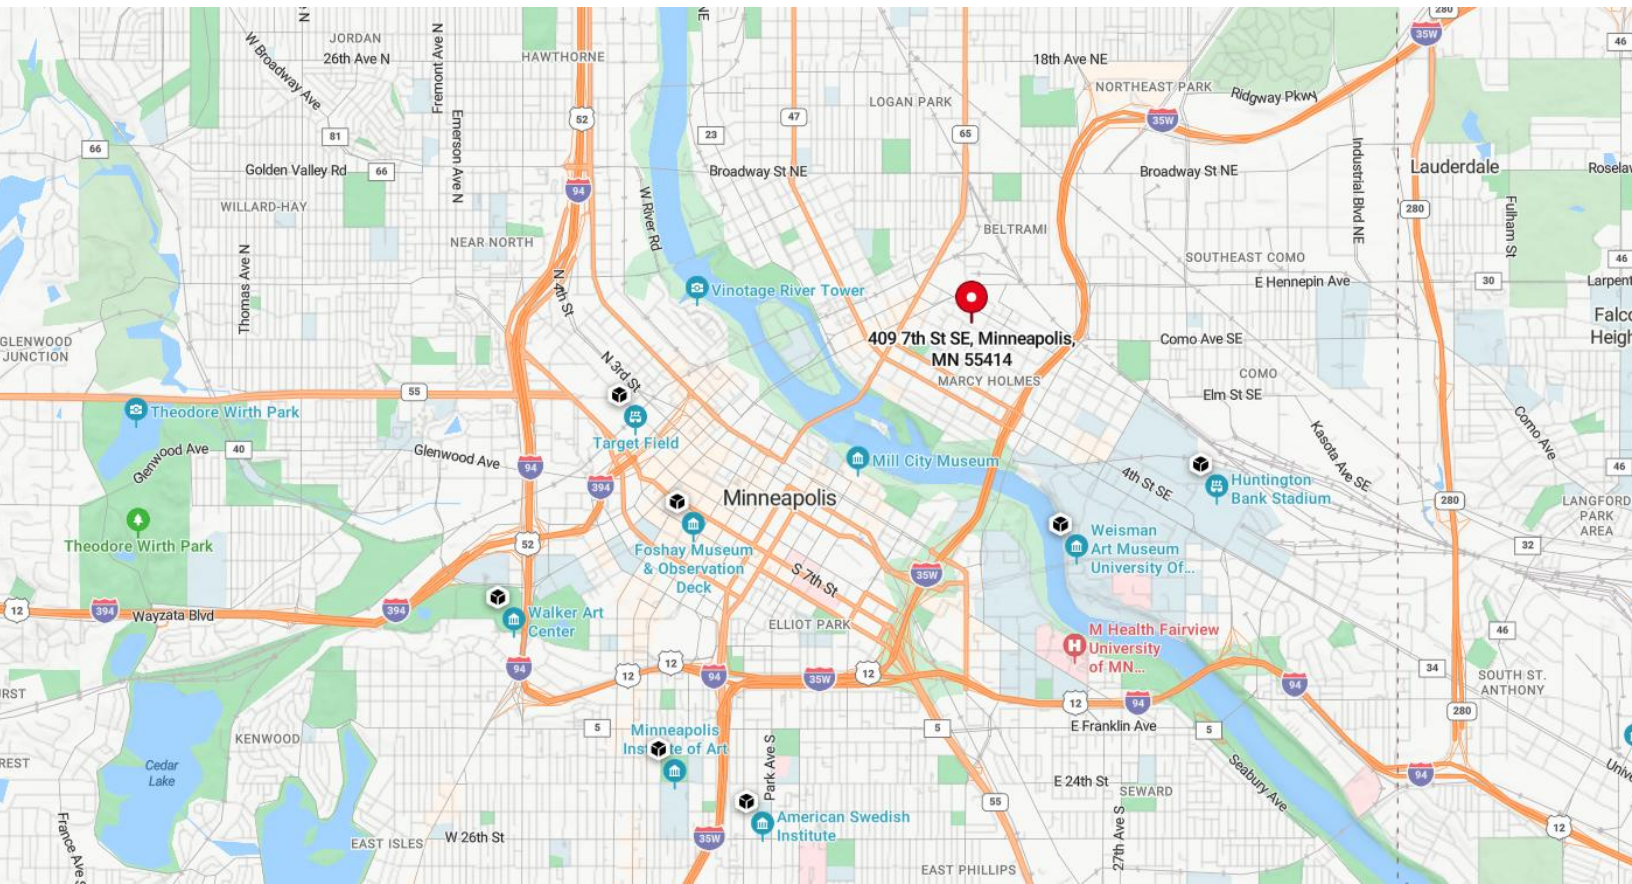 N
JORDAN
26th Ave N
W Broadway Ave
Fremont Ave N
Emerson Ave N
HAWTHORNE
NE
280
35W
46
18th Ave NE
NORTHEAST PARK
Ridgway Pkwy
LOGAN PARK
52
47
23
65
35W
81
66
66
Golden Valley Rd
Broadway St NE
Broadway St NE
Industrial Blvd NE
Lauderdale
Roselaw
WILLARD-HAY
94
W River Rd
280
Fulham St
NEAR NORTH
BELTRAMI
SOUTHEAST COMO
46
Thomas Ave N
N 4th St
Vinotage River Tower
E Hennepin Ave
30
Larpent
Falco
Heigh
409 7th St SE, Minneapolis,
MN 55414
MARCY HOLMES
Como Ave SE
GLENWOOD
JUNCTION
N 3rd St
COMO
Elm St SE
55
Theodore Wirth Park
Target Field
Glenwood Ave
40
Glenwood Ave
Kasota Ave SE
Como Ave
94
394
Mill City Museum
4th St SE
Huntington
Bank Stadium
46
Minneapolis
280
LANGFORD
PARK
AREA
Theodore Wirth Park
52
Foshay Museum
& Observation
Deck
Weisman
Art Museum
University Of...
32
S 7th St
35W
12
394
Wayzata Blvd
394
Walker Art
Center
ELLIOT PARK
M Health Fairview
University
of MN...
46
94
12
12
94
35W
12
34
SOUTH ST.
ANTHONY
RST
12
94
94
5
5
E Franklin Ave
5
280
KENWOOD
Minneapolis
Institute of Art
Park Ave S
REST
Cedar
Lake
E 24th St
SEWARD
Seabury Ave
94
Unive
55
American Swedish
Institute
France Ave S
EAST ISLES
W 26th St
35W
27th Ave S
12
EAST PHILLIPS